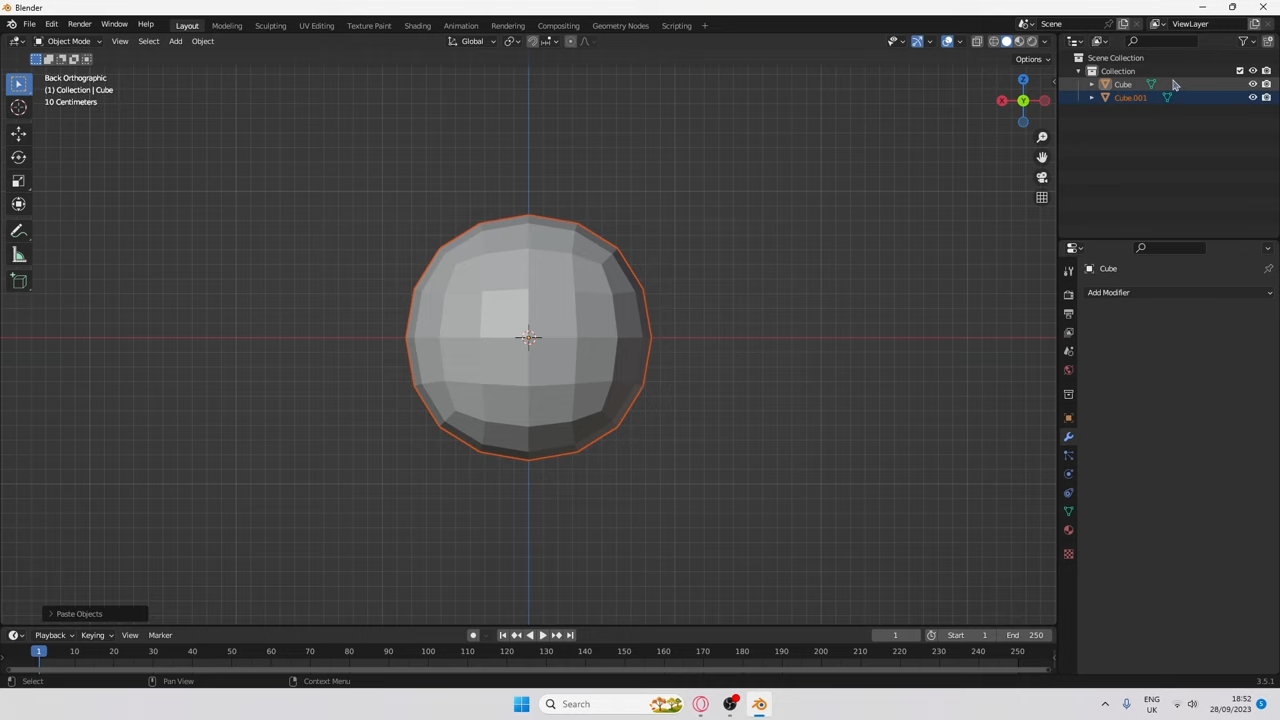 Blender
File Edit Render Window Help Layout Modeling Sculpting UV Editing Texture Paint Shading Animation Rendering Compositing Geometry Nodes Scripting + Scene ViewLayer
Object Mode View Select Add Object Global
Options
Back Orthographic
(1) Collection | Cube
10 Centimeters
Z
X Y
Scene Collection
Collection
Cube
Cube.001
Cube
Add Modifier
Paste Objects
Playback Keying View Marker 1 Start 1 End 250
1 10 20 30 40 50 60 70 80 90 100 110 120 130 140 150 160 170 180 190 200 210 220 230 240 250
Select Pan View Context Menu 3.5.1
Search ENG UK 18:52 28/09/2023 5